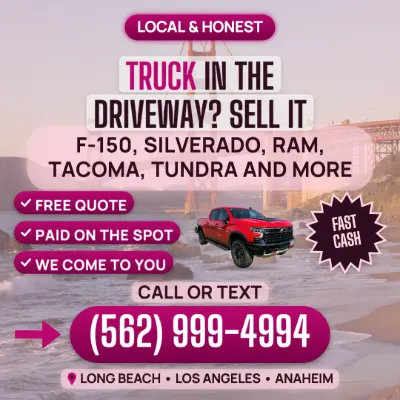 LOCAL & HONEST
TRUCK IN THE
DRIVEWAY? SELL IT
F-150, SILVERADO, RAM,
TACOMA, TUNDRA AND MORE
FREE QUOTE
PAID ON THE SPOT
WE COME TO YOU
FAST
CASH
CALL OR TEXT
(562) 999-4994
LONG BEACH • LOS ANGELES • ANAHEIM